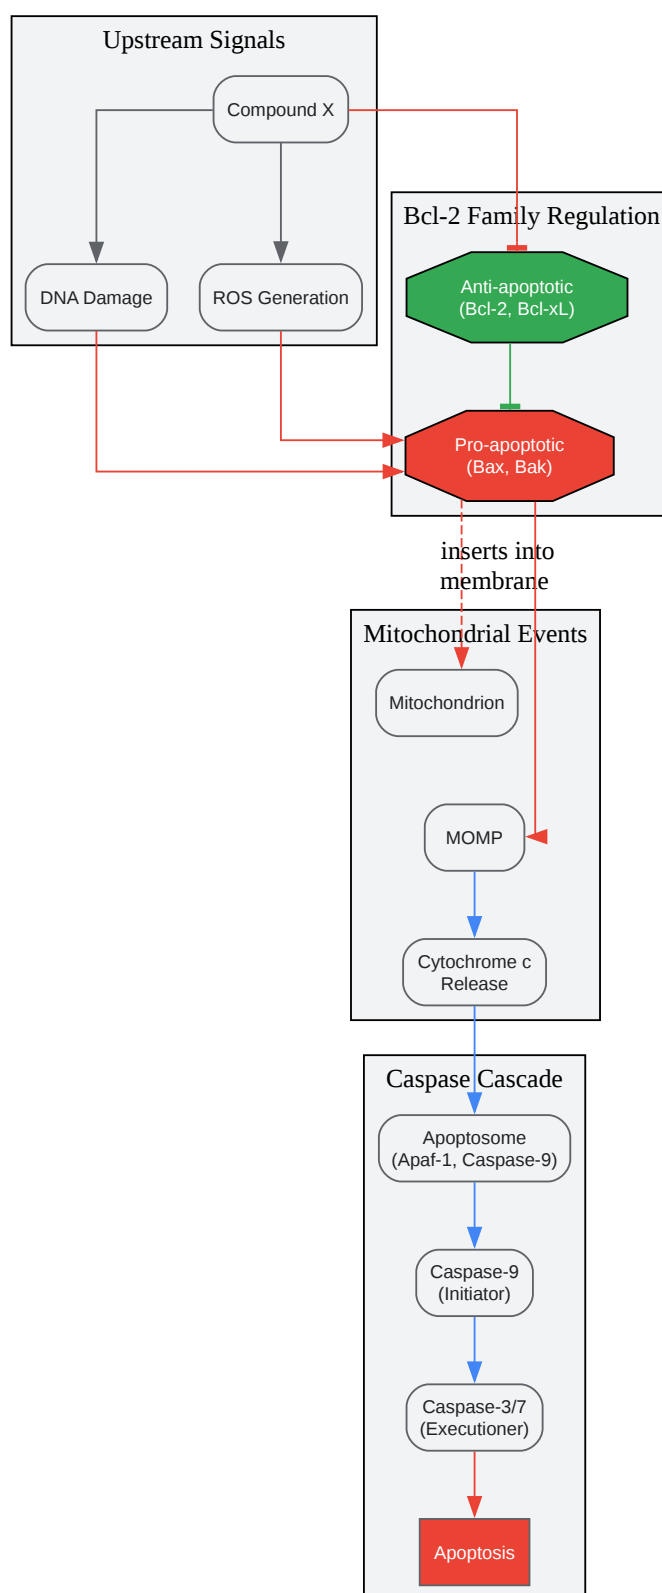 Upstream Signals
Compound X
DNA Damage
ROS Generation
Bcl-2 Family Regulation
Anti-apoptotic
(Bcl-2, Bcl-xL)
Pro-apoptotic
(Bax, Bak)
inserts into
membrane
Mitochondrial Events
Mitochondrion
MOMP
Cytochrome c
Release
Caspase Cascade
Apoptosome
(Apaf-1, Caspase-9)
Caspase-9
(Initiator)
Caspase-3/7
(Executioner)
Apoptosis